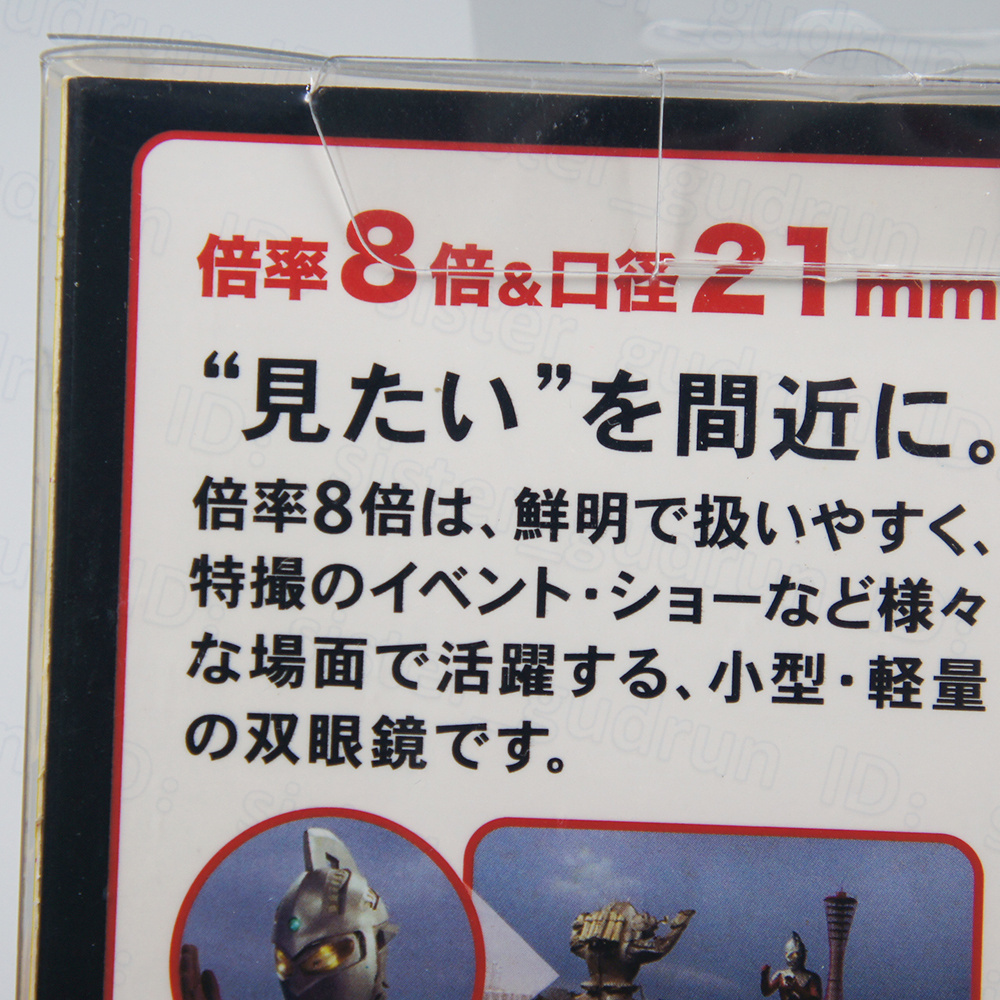 倍率8倍&口径21mm
“見たい”を間近に。
倍率8倍は、鮮明で扱いやすく、
特撮のイベント・ショーなど様々
な場面で活躍する、小型・軽量
の双眼鏡です。